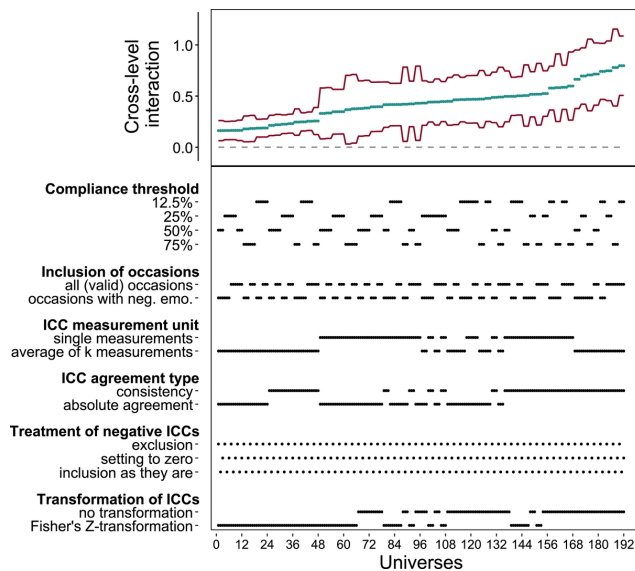 Cross-level
interaction
1.0
0.5
0.0
Compliance threshold
12.5%
25%
50%
75%
Inclusion of occasions
all (valid) occasions
occasions with neg. emo.
ICC measurement unit
single measurements
average of k measurements
ICC agreement type
consistency
absolute agreement
Treatment of negative ICCs
exclusion
setting to zero
inclusion as they are
Transformation of ICCs
no transformation
Fisher's Z-transformation
0 12 24 36 48 60 72 84 96 108 120 132 144 156 168 180 192
Universes